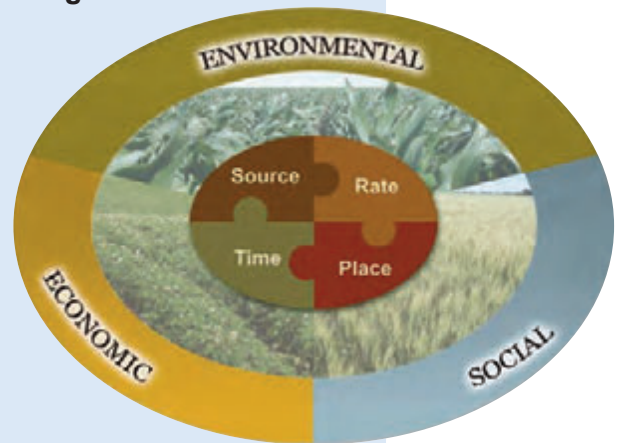 ENVIRONMENTAL
Source
Rate
Time
Place
ECONOMIC
SOCIAL